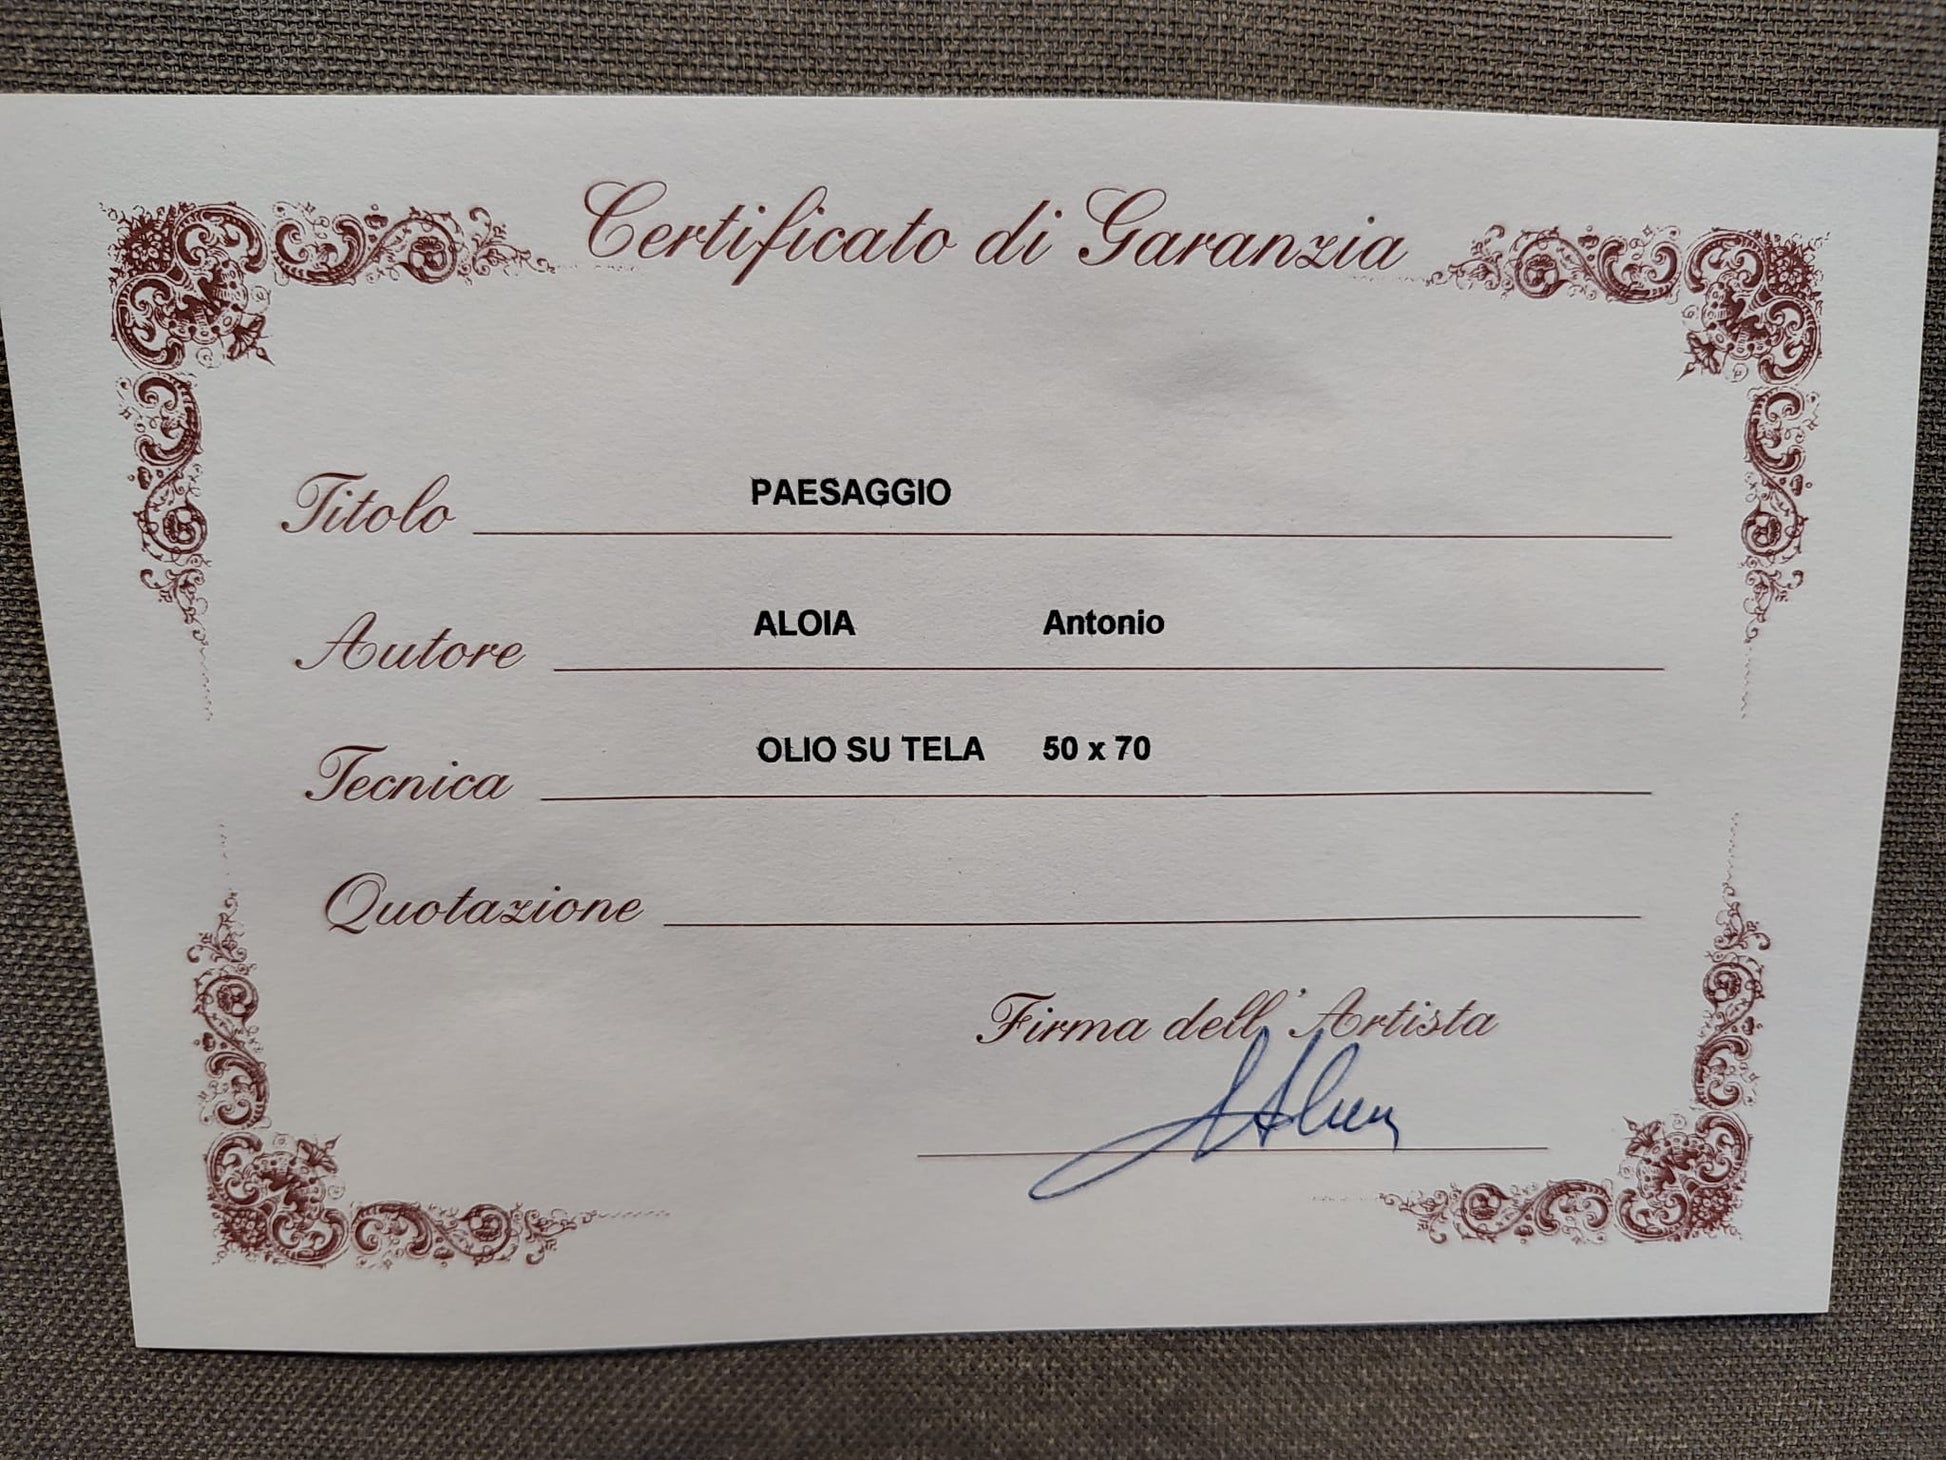 Certificato di Garanzia
Titolo PAESAGGIO
Autore ALOIA Antonio
Tecnica OLIO SU TELA 50 x 70
Quotazione
Firma dell'Artista